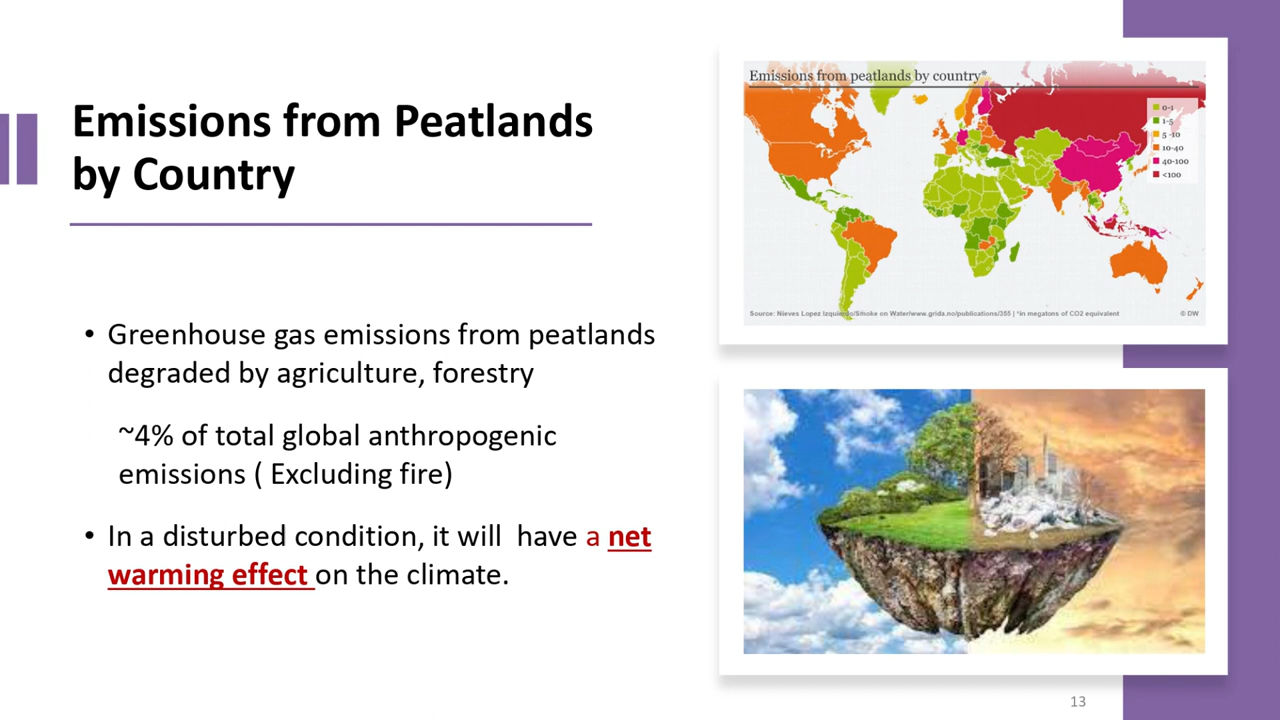 Emissions from Peatlands
by Country
• Greenhouse gas emissions from peatlands
degraded by agriculture, forestry
~4% of total global anthropogenic
emissions ( Excluding fire)
• In a disturbed condition, it will  have a net
warming effect on the climate.
Emissions from peatlands by country*
0-1
1-5
5 -10
10-40
40-100
<100
Source: Nieves Lopez Izquierdo/Smoke on Water/www.grida.no/publications/355 | *in megatons of CO2 equivalent
© DW
13